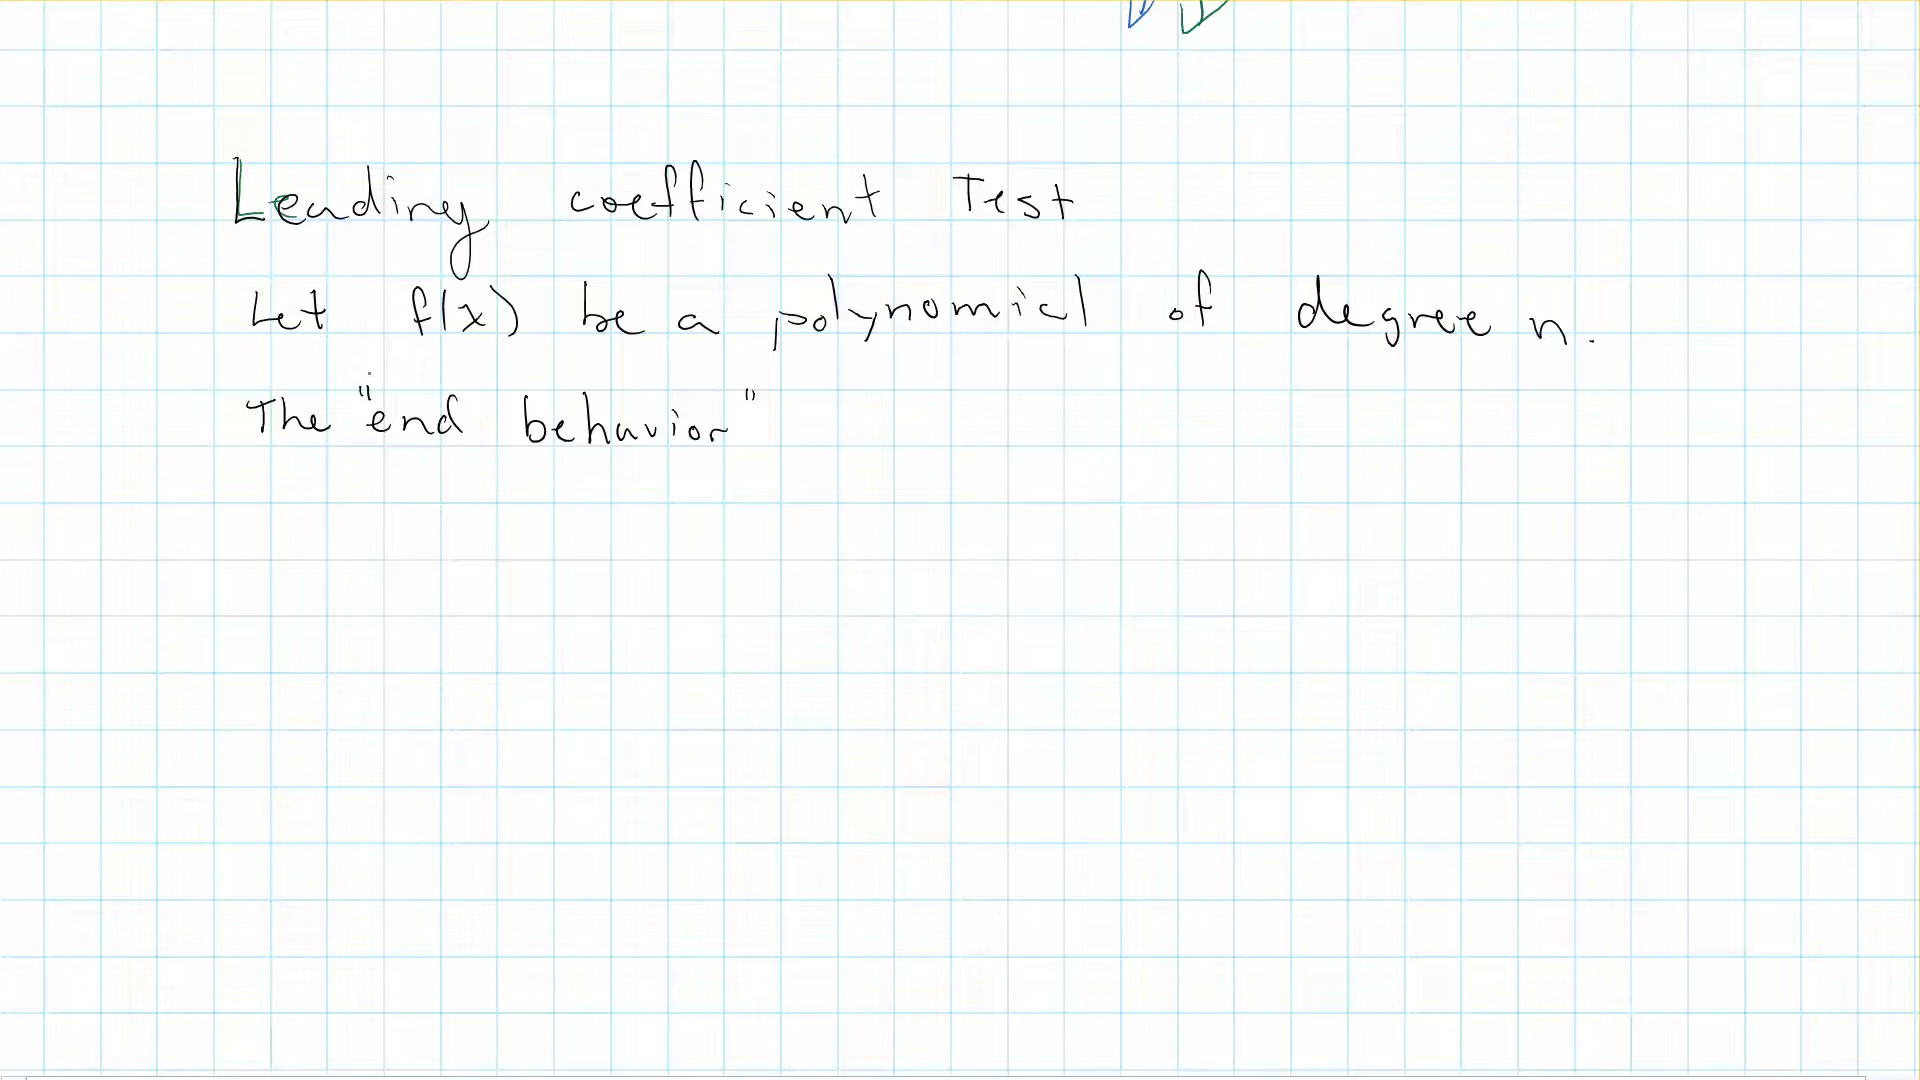 Leading coefficient Test
Let f(x) be a polynomial of degree n.
The "end behavior"